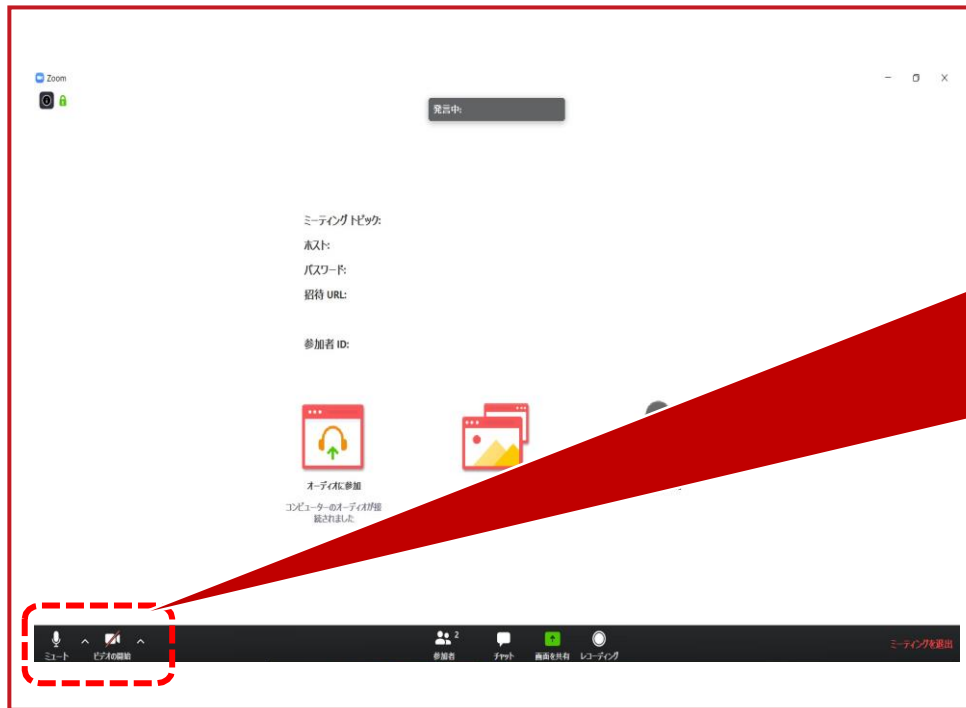 Zoom
発言中:
ミーティング トピック:
ホスト:
パスワード:
招待 URL:
参加者 ID:
オーディオに参加
コンピューターのオーディオが接
続されました
ミュート
ビデオの開始
2
参加者
チャット
画面を共有
レコーディング
ミーティングを退出